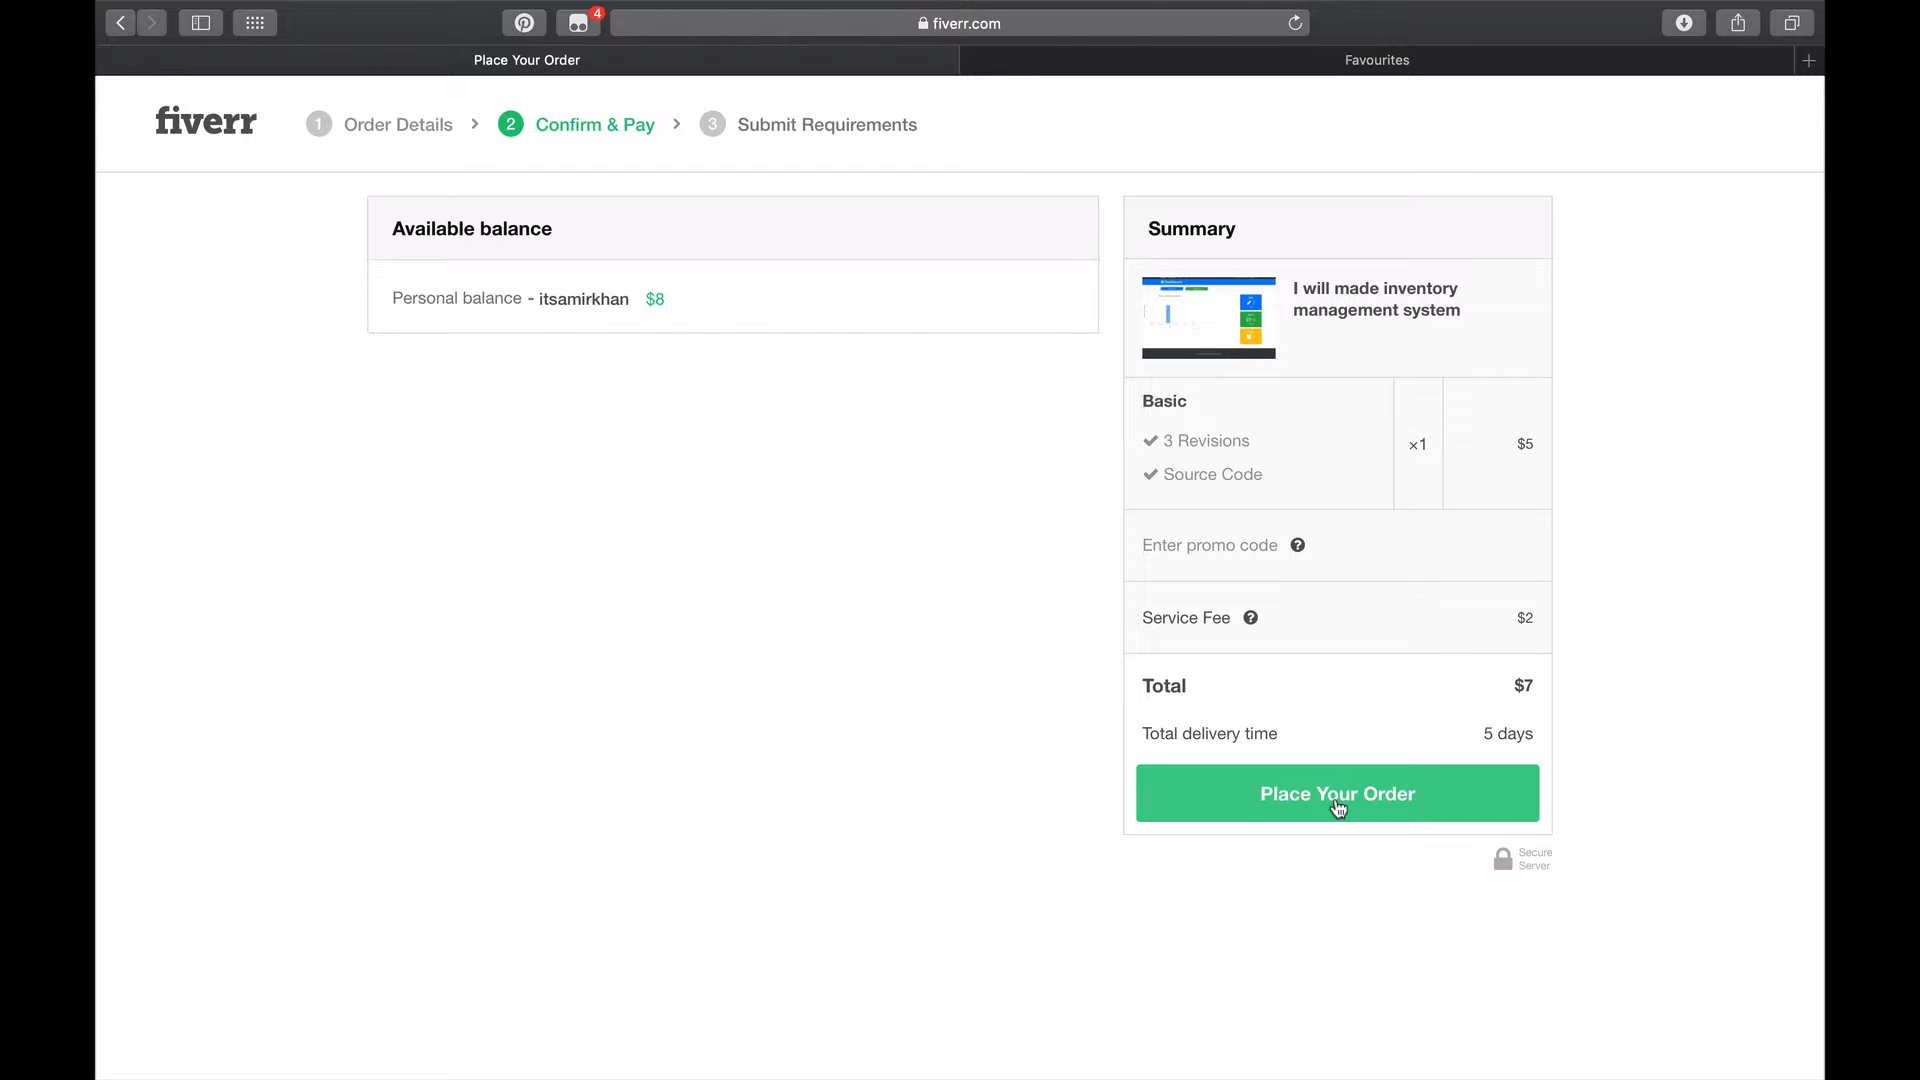 4
fiverr.com
Place Your Order
Favourites
fiverr
1 Order Details > 2 Confirm & Pay > 3 Submit Requirements
Available balance
Personal balance - itsamirkhan $8
Summary
I will made inventory
management system
Basic
3 Revisions
Source Code
×1
$5
Enter promo code ?
Service Fee ? $2
Total $7
Total delivery time 5 days
Place Your Order
Secure
Server